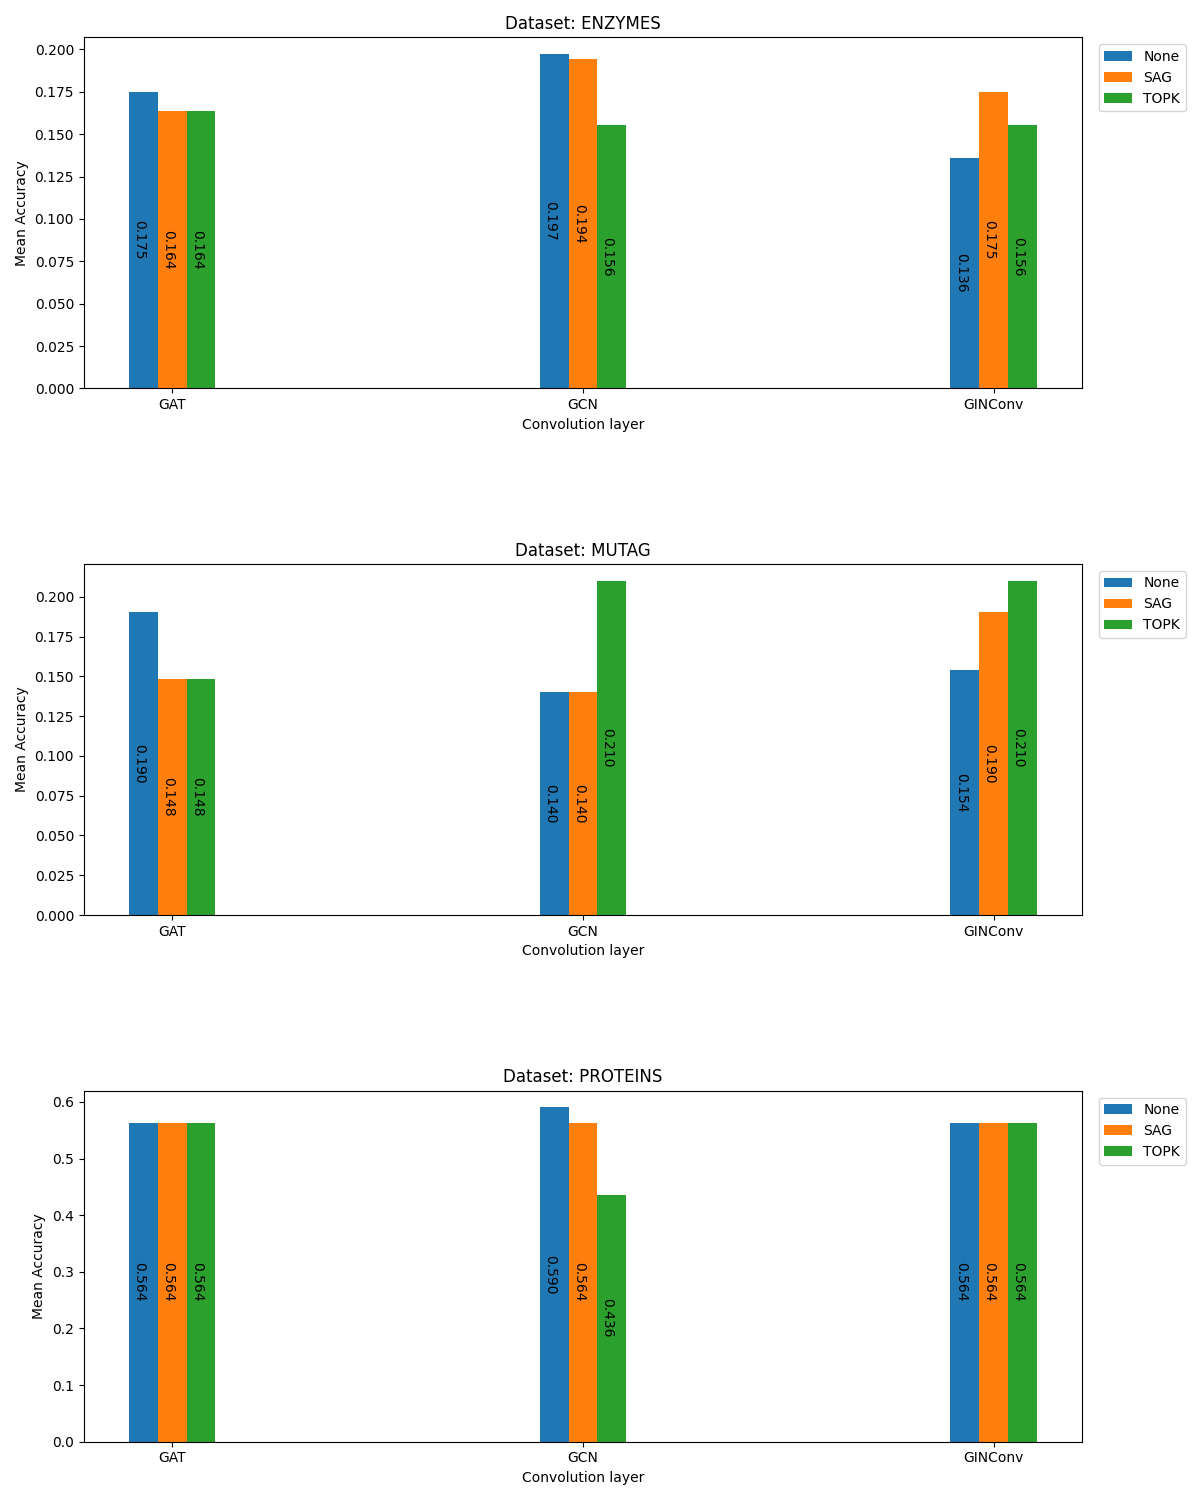 Dataset: ENZYMES
None
SAG
TOPK
Mean Accuracy
0.200
0.175
0.150
0.125
0.100
0.075
0.050
0.025
0.000
0.175
0.164
0.164
0.197
0.194
0.156
0.136
0.175
0.156
GAT
GCN
GINConv
Convolution layer
Dataset: MUTAG
None
SAG
TOPK
Mean Accuracy
0.200
0.175
0.150
0.125
0.100
0.075
0.050
0.025
0.000
0.190
0.148
0.148
0.140
0.140
0.210
0.154
0.190
0.210
GAT
GCN
GINConv
Convolution layer
Dataset: PROTEINS
None
SAG
TOPK
Mean Accuracy
0.6
0.5
0.4
0.3
0.2
0.1
0.0
0.564
0.564
0.564
0.590
0.564
0.436
0.564
0.564
0.564
GAT
GCN
GINConv
Convolution layer